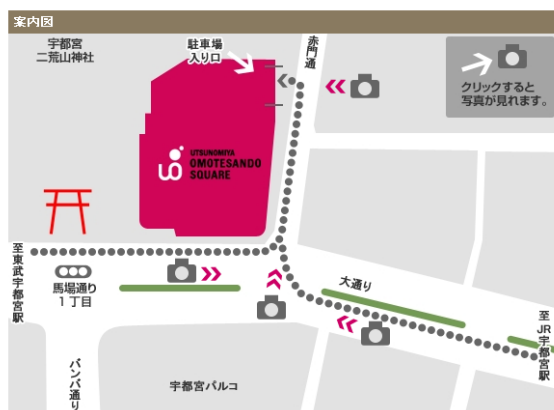 案内図
宇都宮
二荒山神社
駐車場
入り口
赤門通
クリックすると
写真が見れます。
UTSUNOMIYA
OMOTESANDO
SQUARE
至東武宇都宮駅
馬場通り
1丁目
大通り
至JR宇都宮駅
バンバ通り
宇都宮パルコ